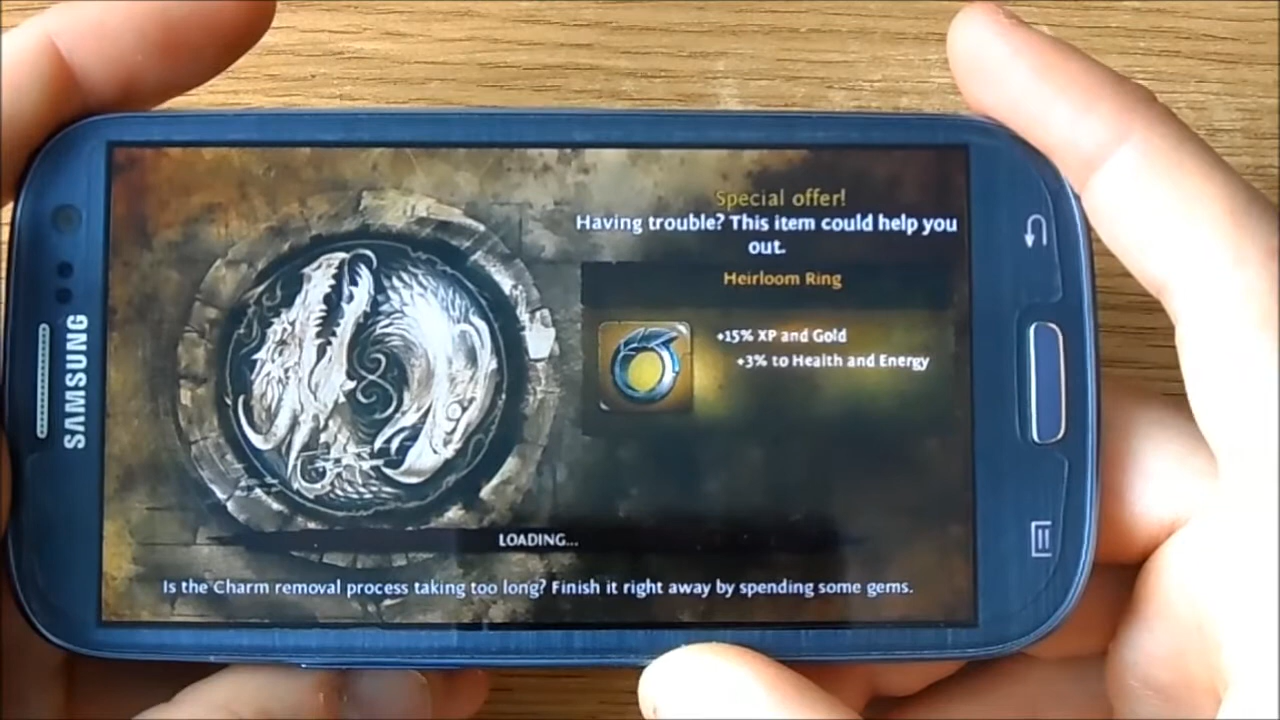 SAMSUNG
Special offer!
Having trouble? This item could help you
out.
Heirloom Ring
+15% XP and Gold
+3% to Health and Energy
LOADING...
Is the Charm removal process taking too long? Finish it right away by spending some gems.